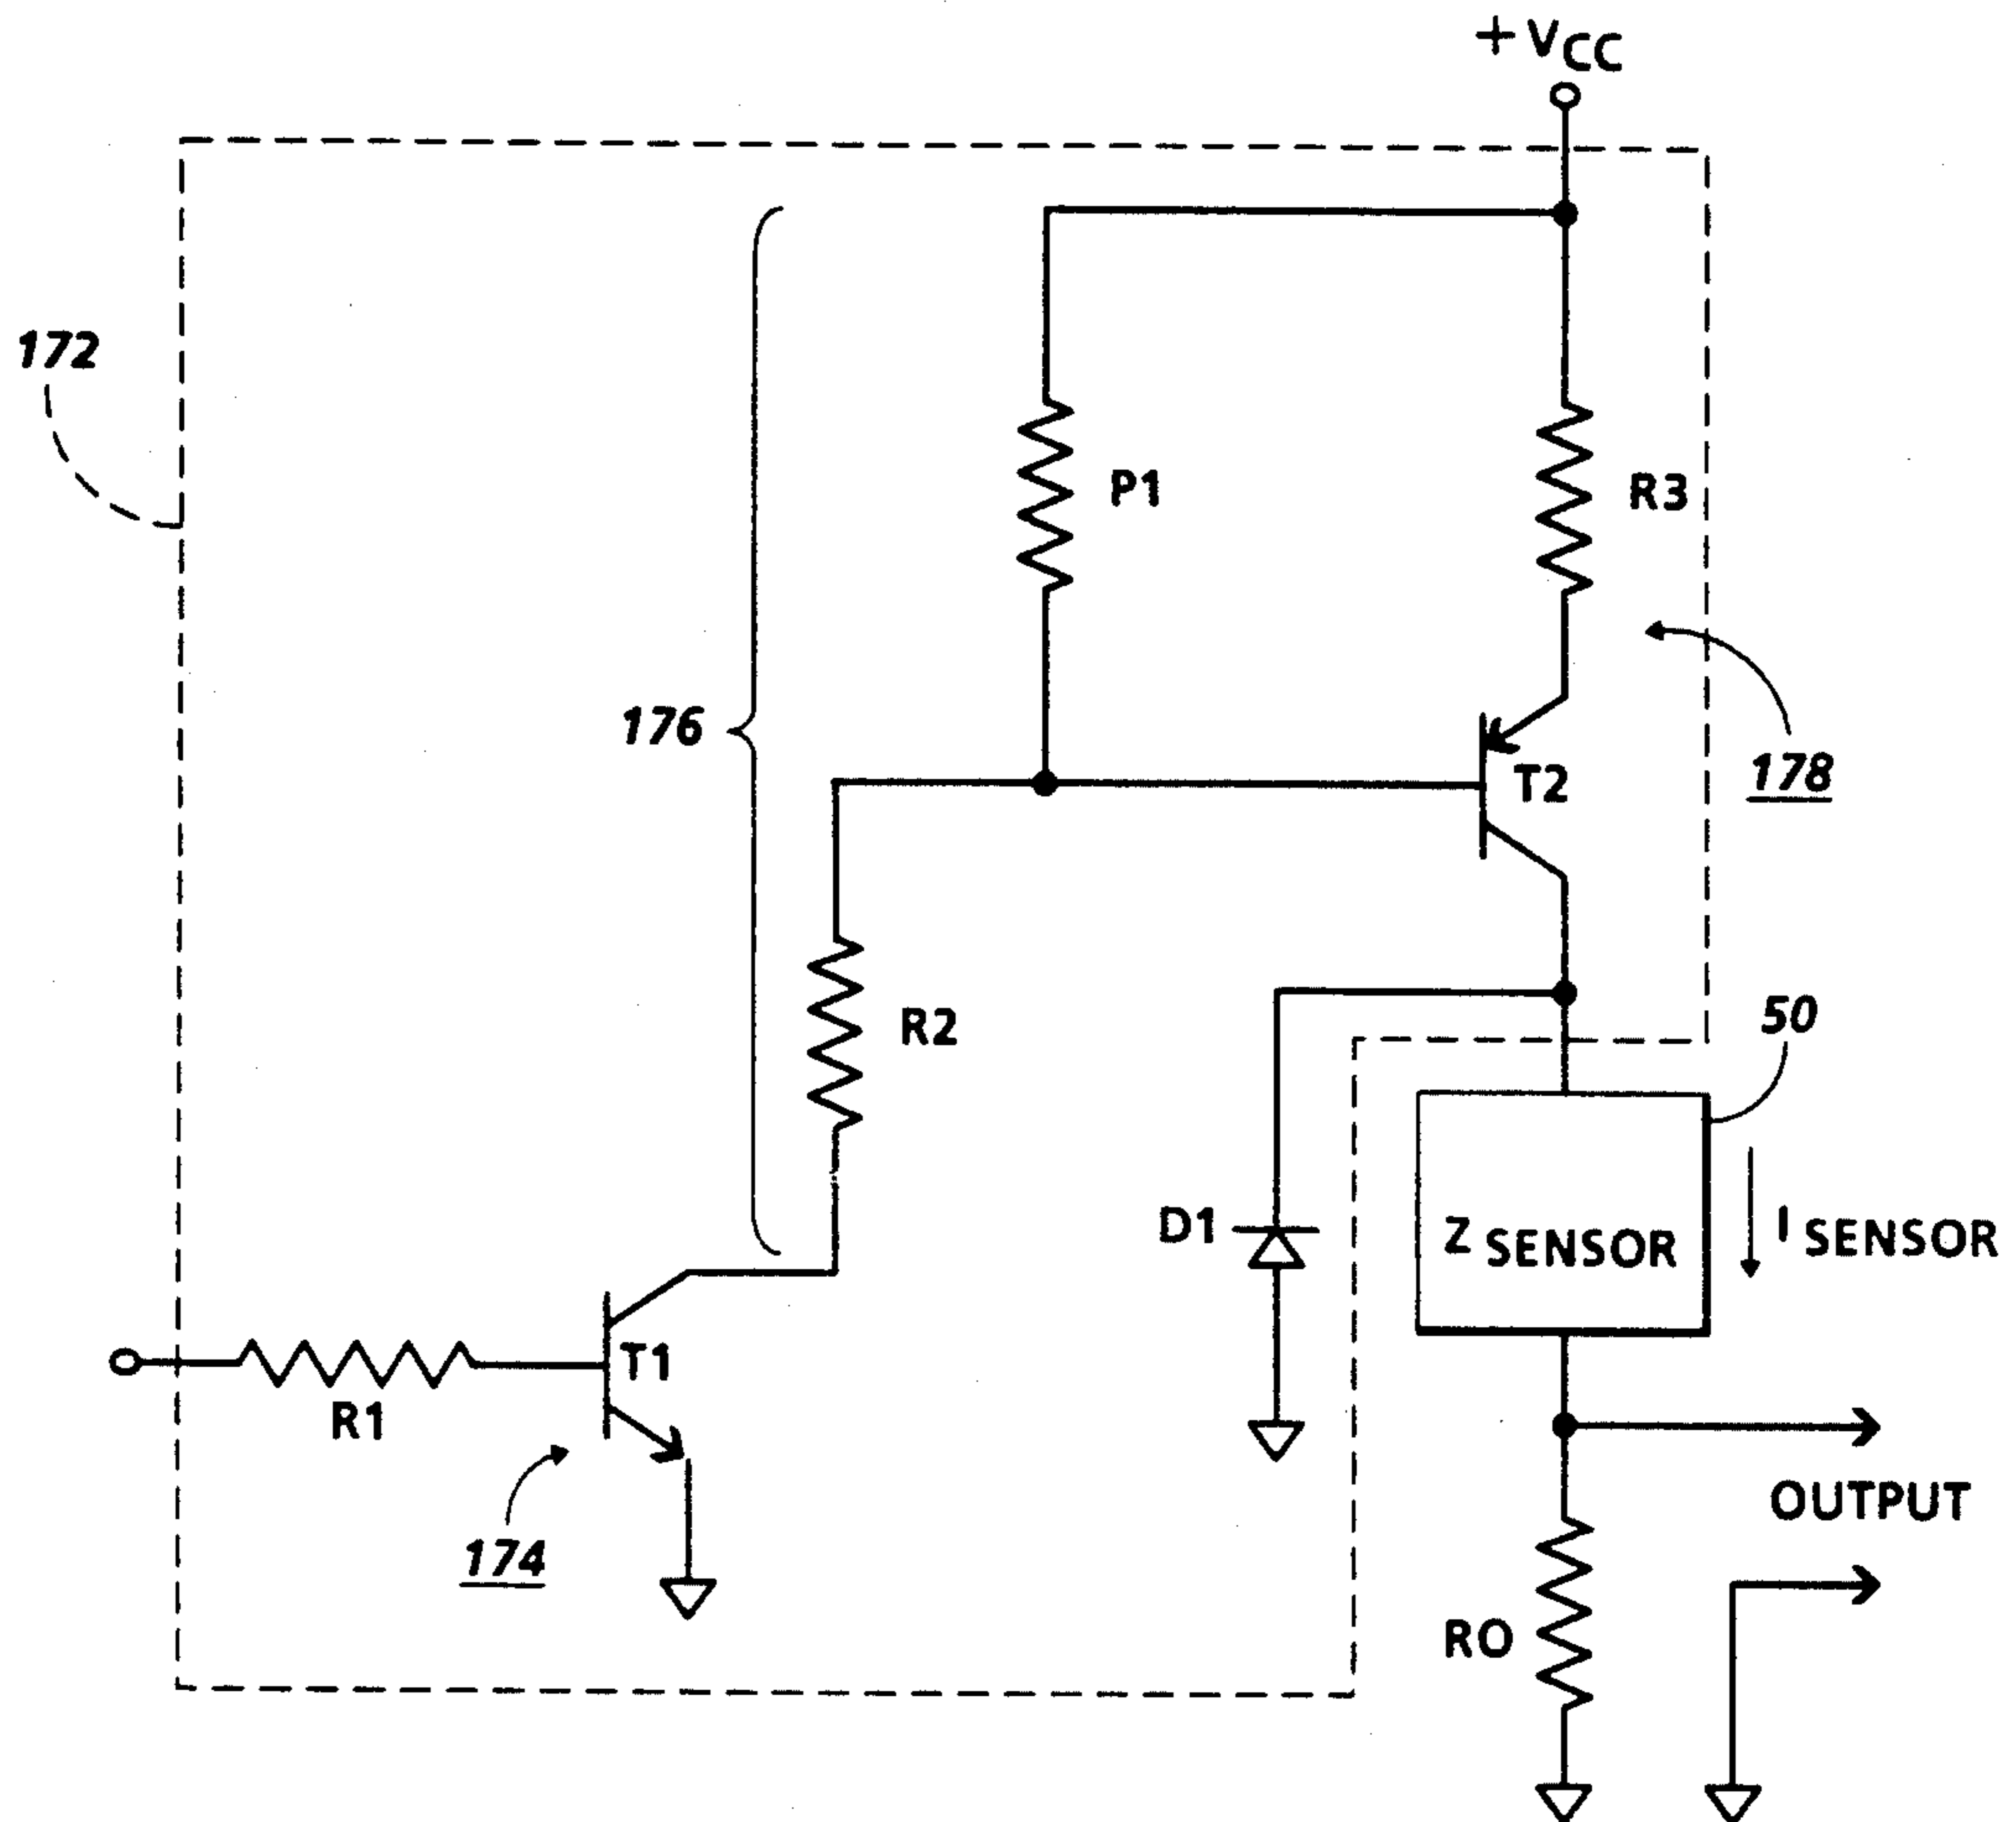 +VCC
172
P1
R3
176
T2
178
R2
50
D1
Z SENSOR
I SENSOR
T1
R1
OUTPUT
174
RO